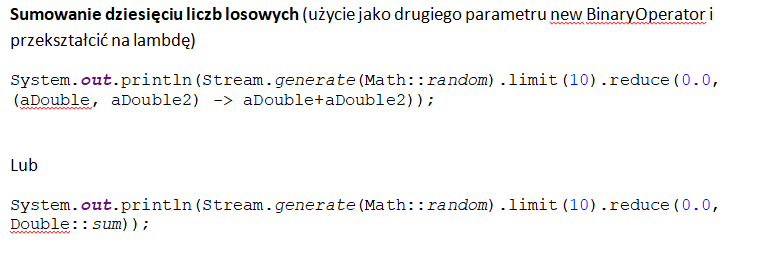 Sumowanie dziesięciu liczb losowych (użycie jako drugiego parametru new BinaryOperator i
przekształcić na lambdę)
System.out.println(Stream.generate(Math::random).limit(10).reduce(0.0,
(aDouble, aDouble2) -> aDouble+aDouble2));
Lub
System.out.println(Stream.generate(Math::random).limit(10).reduce(0.0,
Double::sum));